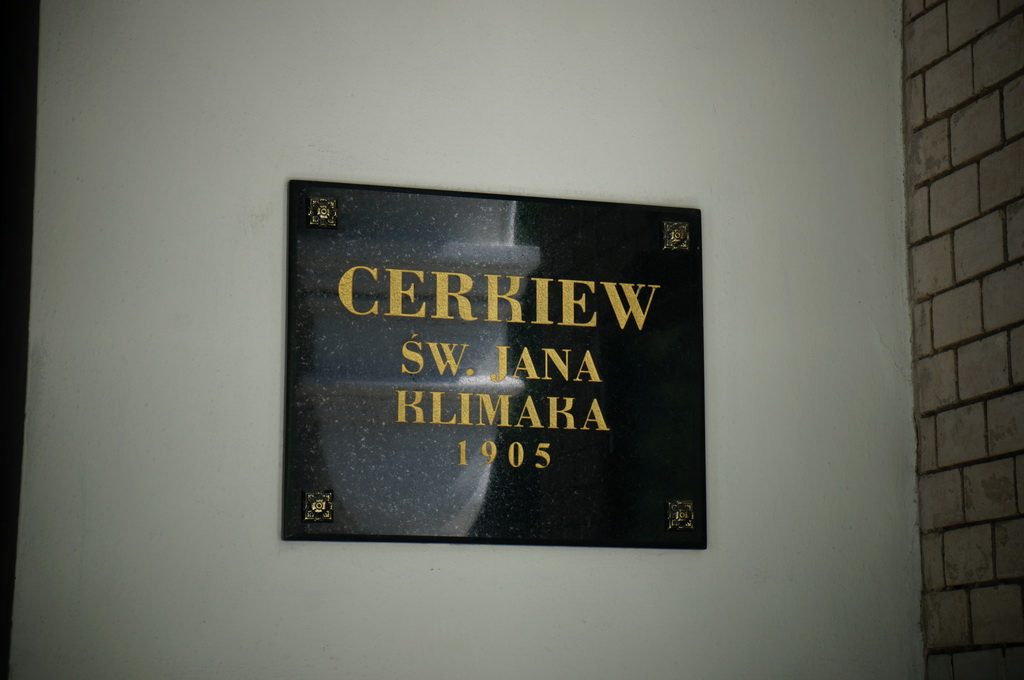 CERKIEW
ŚW. JANA
KLIMAKA
1905